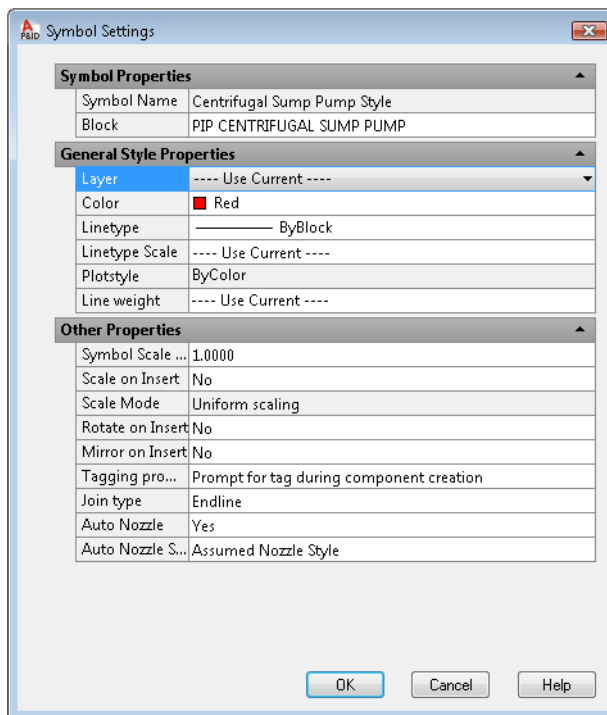 P&ID Symbol Settings
Symbol Properties
Symbol Name Centrifugal Sump Pump Style
Block PIP CENTRIFUGAL SUMP PUMP
General Style Properties
Layer ---- Use Current ----
Color Red
Linetype ByBlock
Linetype Scale ---- Use Current ----
Plotstyle ByColor
Line weight ---- Use Current ----
Other Properties
Symbol Scale ... 1.0000
Scale on Insert No
Scale Mode Uniform scaling
Rotate on Insert No
Mirror on Insert No
Tagging pro... Prompt for tag during component creation
Join type Endline
Auto Nozzle Yes
Auto Nozzle S... Assumed Nozzle Style
OK Cancel Help